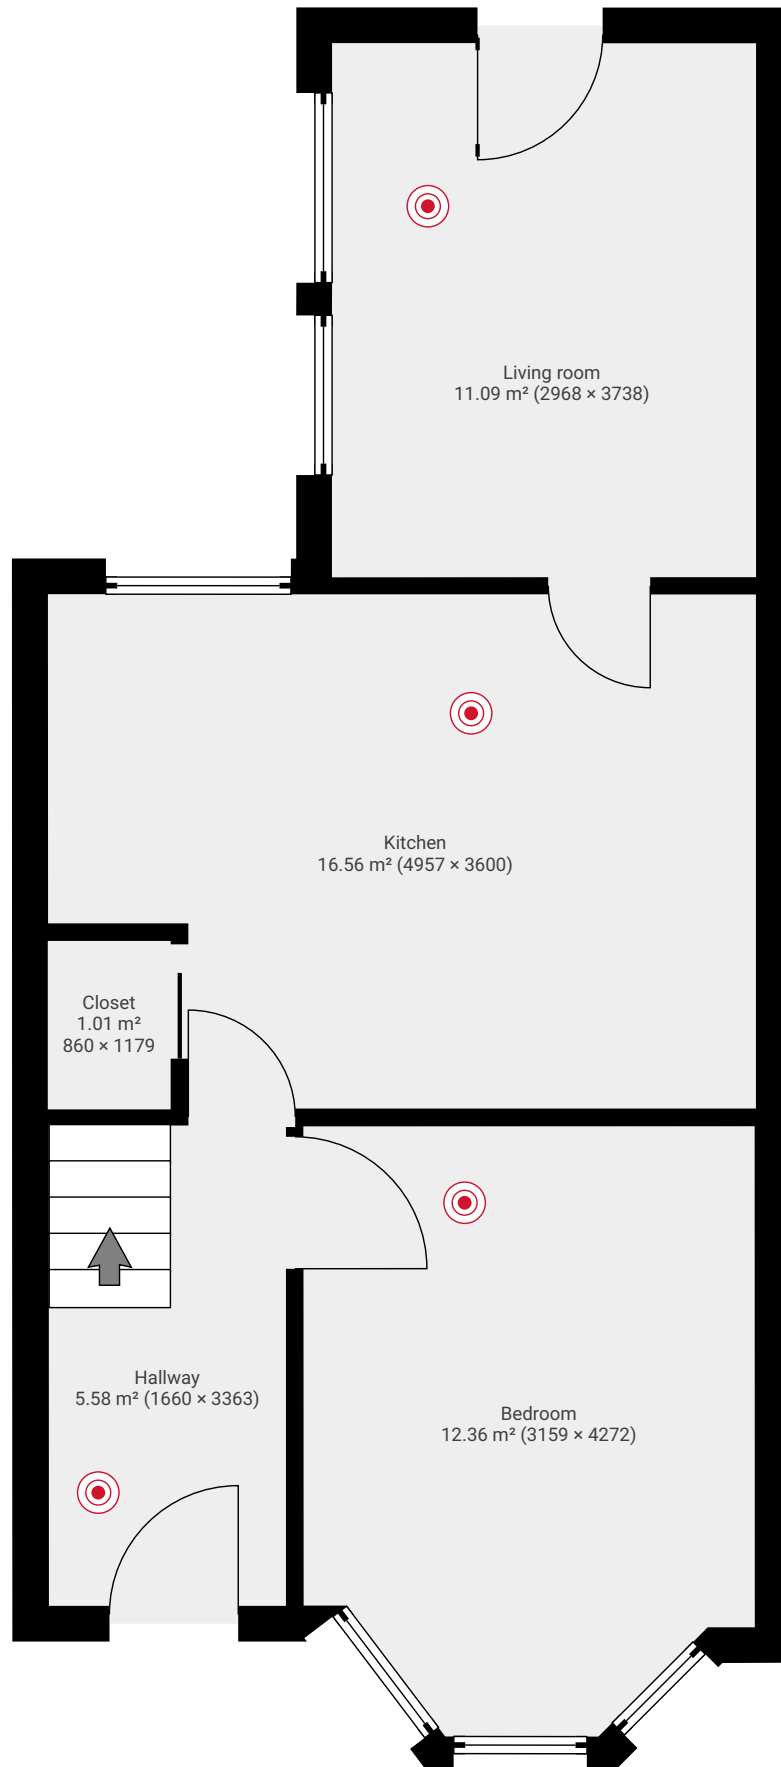 Living room
11.09 m² (2968 × 3738)
Kitchen
16.56 m² (4957 × 3600)
Closet
1.01 m²
860 × 1179
Hallway
5.58 m² (1660 × 3363)
Bedroom
12.36 m² (3159 × 4272)